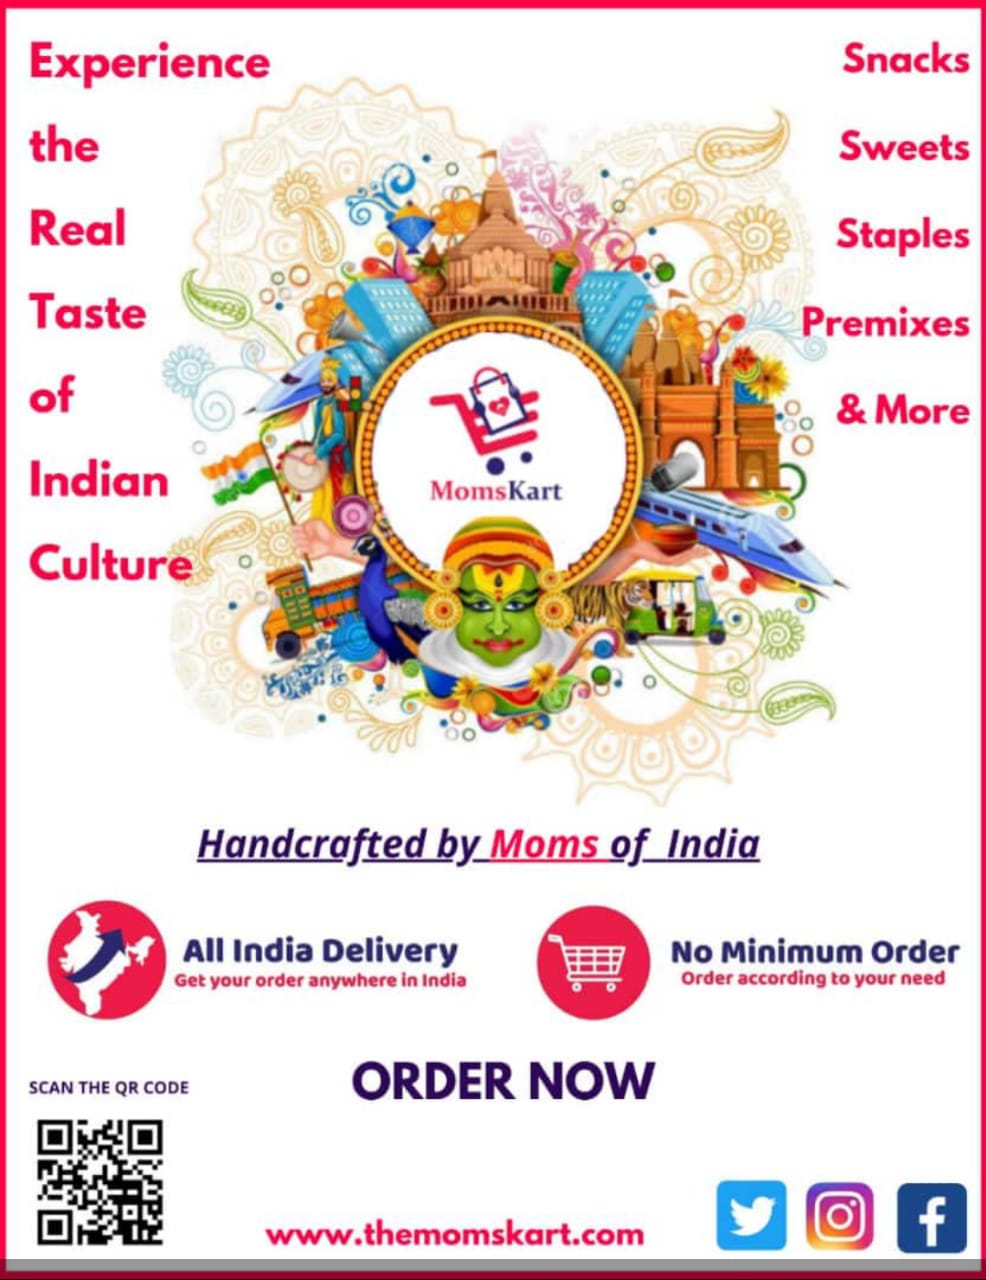 Experience
the
Real
Taste
of
Indian
Culture
Snacks
Sweets
Staples
Premixes
& More
MomsKart
Handcrafted by Moms of India
All India Delivery
Get your order anywhere in India
No Minimum Order
Order according to your need
SCAN THE QR CODE
ORDER NOW
www.themomskart.com